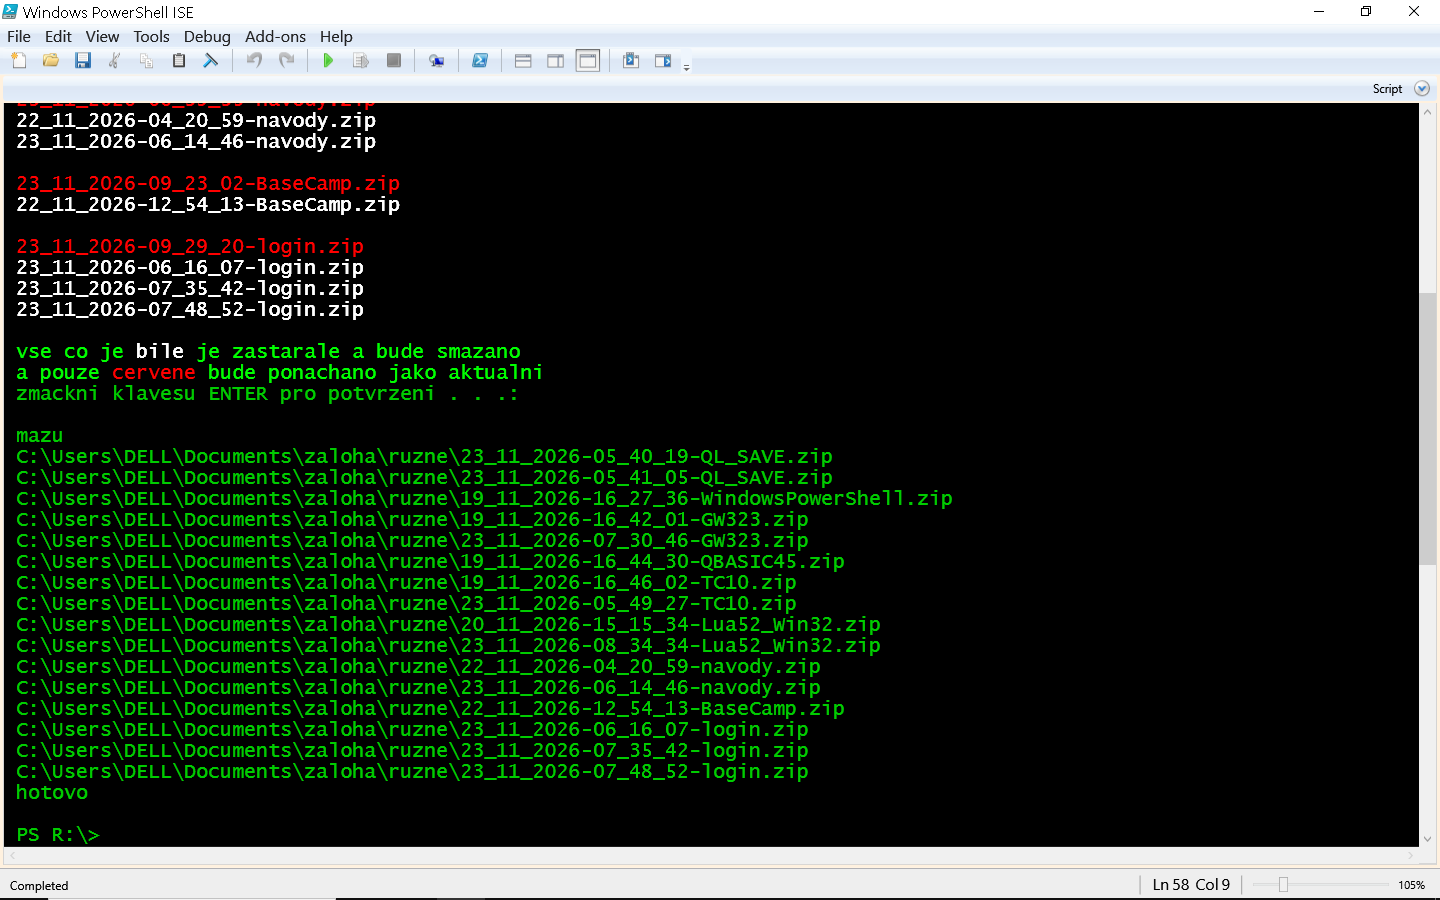 Windows PowerShell ISE
File Edit View Tools Debug Add-ons Help
Script
22_11_2026-04_20_59-navody.zip
23_11_2026-06_14_46-navody.zip
23_11_2026-09_23_02-BaseCamp.zip
22_11_2026-12_54_13-BaseCamp.zip
23_11_2026-09_29_20-login.zip
23_11_2026-06_16_07-login.zip
23_11_2026-07_35_42-login.zip
23_11_2026-07_48_52-login.zip
vse co je bile je zastarale a bude smazano
a pouze cervene bude ponachano jako aktualni
zmackni klavesu ENTER pro potvrzeni . . .:
mazu
C:\Users\DELL\Documents\zaloha\ruzne\23_11_2026-05_40_19-QL_SAVE.zip
C:\Users\DELL\Documents\zaloha\ruzne\23_11_2026-05_41_05-QL_SAVE.zip
C:\Users\DELL\Documents\zaloha\ruzne\19_11_2026-16_27_36-WindowsPowerShell.zip
C:\Users\DELL\Documents\zaloha\ruzne\19_11_2026-16_42_01-GW323.zip
C:\Users\DELL\Documents\zaloha\ruzne\23_11_2026-07_30_46-GW323.zip
C:\Users\DELL\Documents\zaloha\ruzne\19_11_2026-16_44_30-QBASIC45.zip
C:\Users\DELL\Documents\zaloha\ruzne\19_11_2026-16_46_02-TC10.zip
C:\Users\DELL\Documents\zaloha\ruzne\23_11_2026-05_49_27-TC10.zip
C:\Users\DELL\Documents\zaloha\ruzne\20_11_2026-15_15_34-Lua52_Win32.zip
C:\Users\DELL\Documents\zaloha\ruzne\23_11_2026-08_34_34-Lua52_Win32.zip
C:\Users\DELL\Documents\zaloha\ruzne\22_11_2026-04_20_59-navody.zip
C:\Users\DELL\Documents\zaloha\ruzne\23_11_2026-06_14_46-navody.zip
C:\Users\DELL\Documents\zaloha\ruzne\22_11_2026-12_54_13-BaseCamp.zip
C:\Users\DELL\Documents\zaloha\ruzne\23_11_2026-06_16_07-login.zip
C:\Users\DELL\Documents\zaloha\ruzne\23_11_2026-07_35_42-login.zip
C:\Users\DELL\Documents\zaloha\ruzne\23_11_2026-07_48_52-login.zip
hotovo
PS R:\>
Completed
Ln 58 Col 9
105%